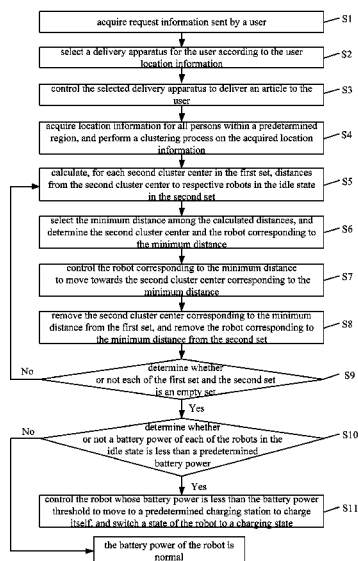 acquire request information sent by a user
S1
select a delivery apparatus for the user according to the user
location information
S2
control the selected delivery apparatus to deliver an article to the
user
S3
acquire location information for all persons within a predetermined
region, and perform a clustering process on the acquired location
information
S4
calculate, for each second cluster center in the first set, distances
from the second cluster center to respective robots in the idle state
in the second set
S5
select the minimum distance among the calculated distances, and
determine the second cluster center and the robot corresponding to
the minimum distance
S6
control the robot corresponding to the minimum distance
to move towards the second cluster center corresponding to the
minimum distance
S7
remove the second cluster center corresponding to the minimum
distance from the first set, and remove the robot corresponding to
the minimum distance from the second set
S8
No
determine whether
or not each of the first set and the second set
is an empty set
S9
Yes
No
determine whether
or not a battery power of each of the robots in the
idle state is less than a predetermined
battery power
S10
Yes
control the robot whose battery power is less than the battery power
threshold to move to a predetermined charging station to charge
itself, and switch a state of the robot to a charging state
S11
the battery power of the robot is
normal